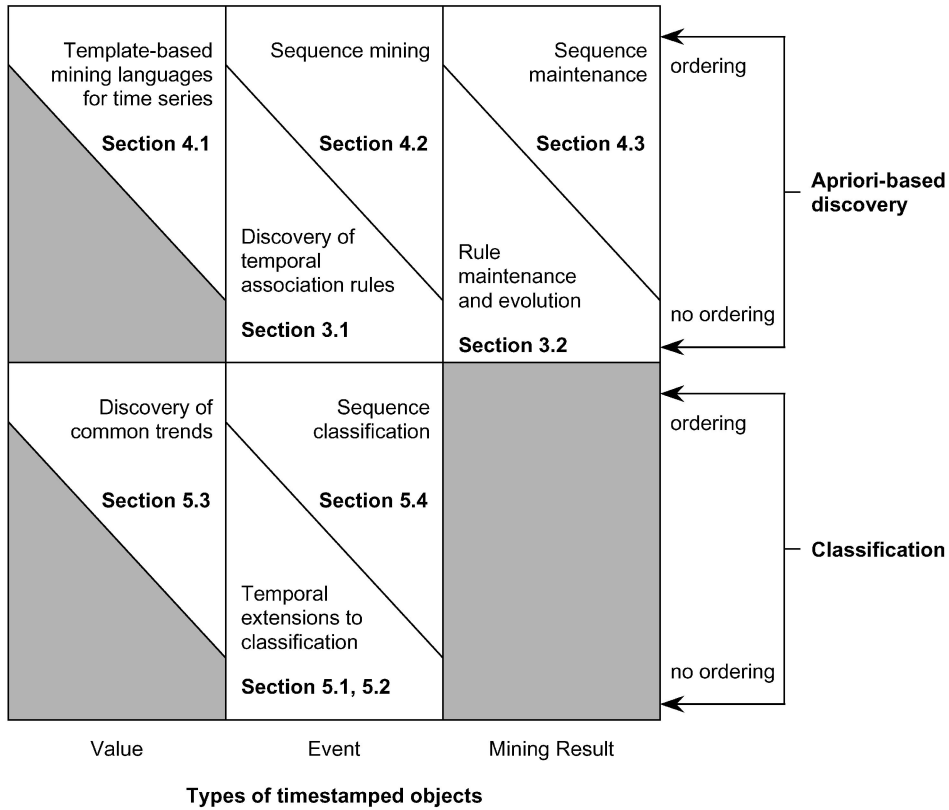 Template-based
mining languages
for time series
Section 4.1
Sequence mining
Section 4.2
Discovery of
temporal
association rules
Section 3.1
Sequence
maintenance
Section 4.3
Rule
maintenance
and evolution
Section 3.2
ordering
no ordering
Apriori-based
discovery
Discovery of
common trends
Section 5.3
Sequence
classification
Section 5.4
Temporal
extensions to
classification
Section 5.1, 5.2
ordering
no ordering
Classification
Value
Event
Mining Result
Types of timestamped objects